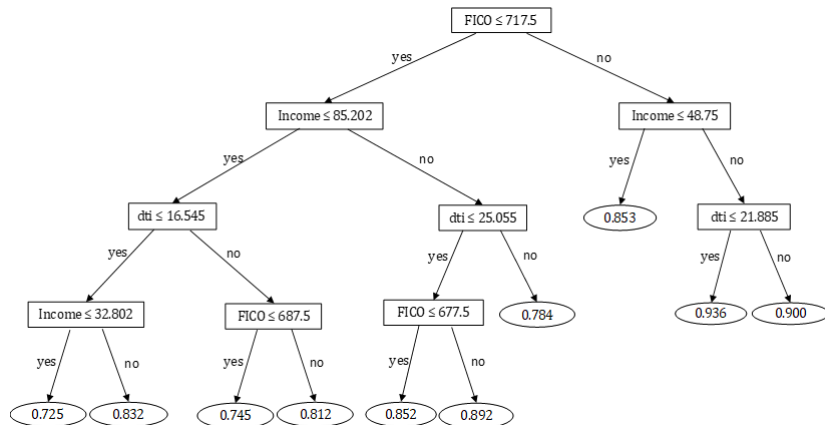 FICO ≤ 717.5
yes
no
Income ≤ 85.202
Income ≤ 48.75
yes
no
yes
no
dti ≤ 16.545
dti ≤ 25.055
0.853
dti ≤ 21.885
yes
no
yes
no
yes
no
Income ≤ 32.802
FICO ≤ 687.5
FICO ≤ 677.5
0.784
0.936
0.900
yes
no
yes
no
yes
no
0.725
0.832
0.745
0.812
0.852
0.892